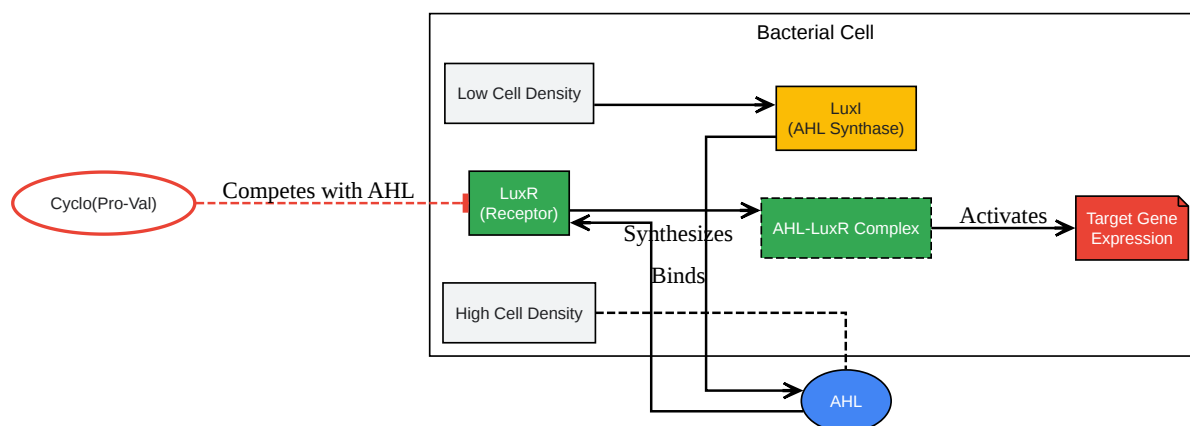 Bacterial Cell
Low Cell Density
LuxI
(AHL Synthase)
Cyclo(Pro-Val)
Competes with AHL
LuxR
(Receptor)
Synthesizes
AHL-LuxR Complex
Activates
Target Gene
Expression
Binds
High Cell Density
AHL